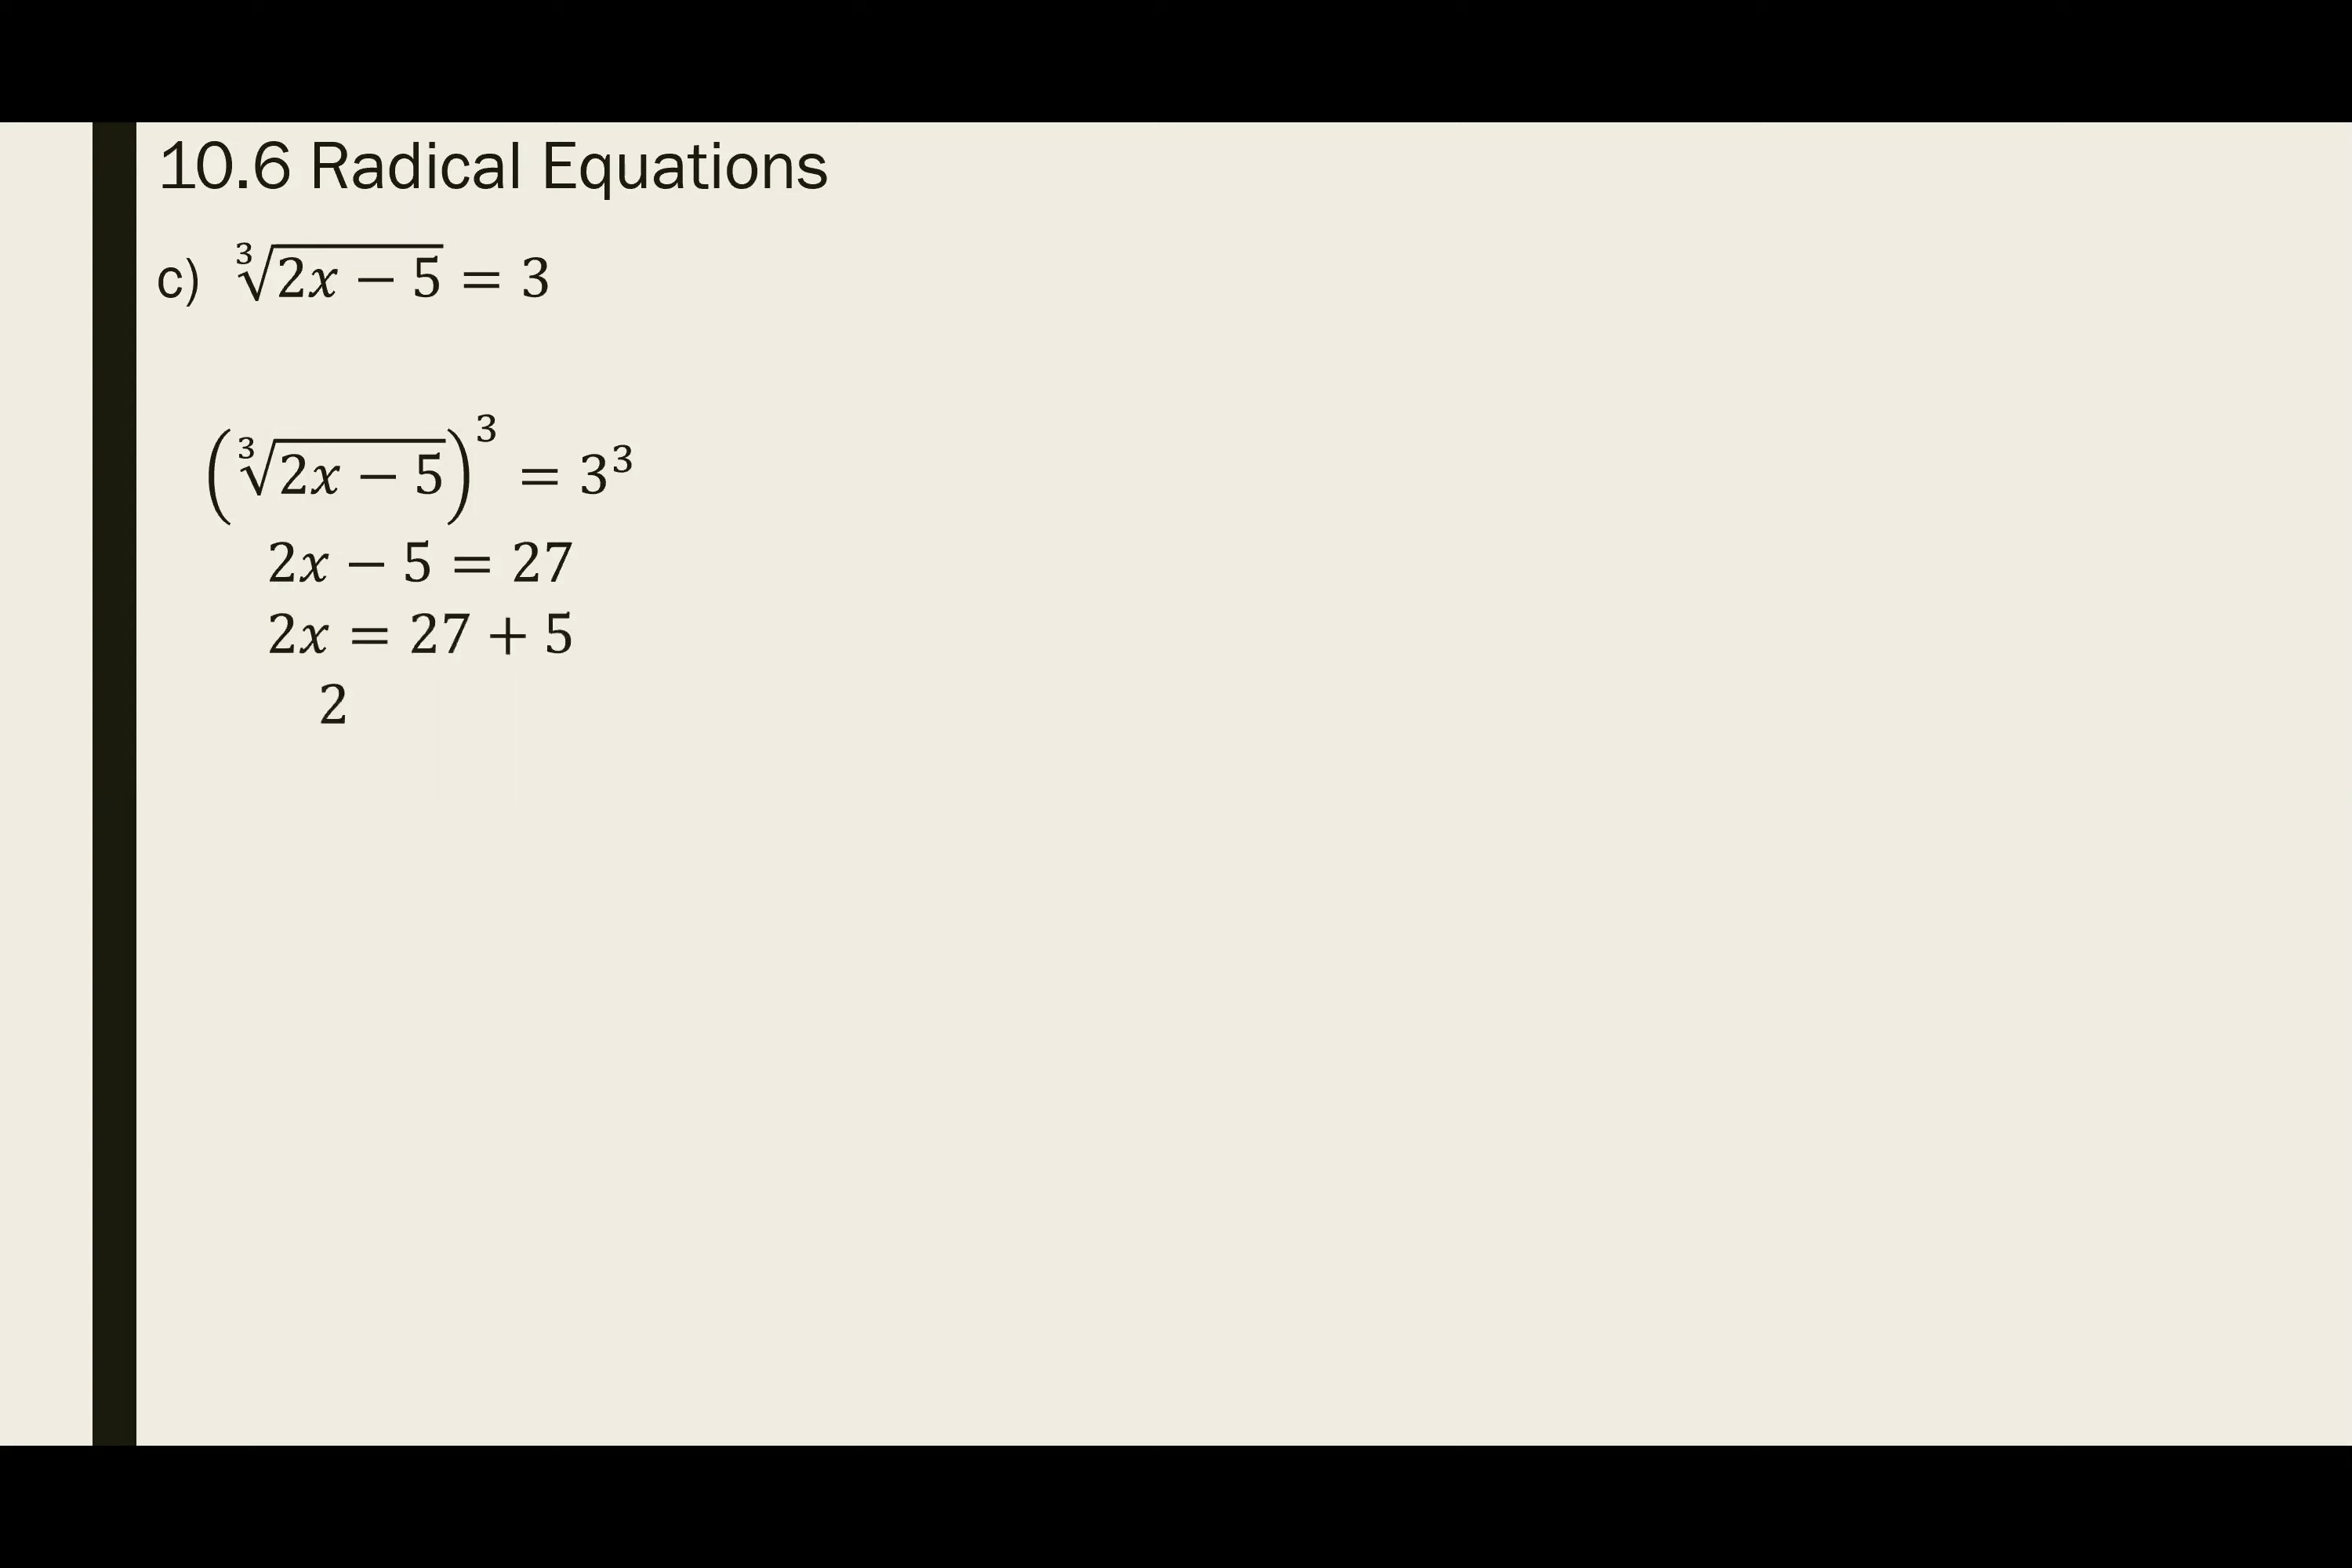 10.6 Radical Equations
c) ∛(2x − 5) = 3
(∛(2x − 5))³ = 3³
2x − 5 = 27
2x = 27 + 5
2